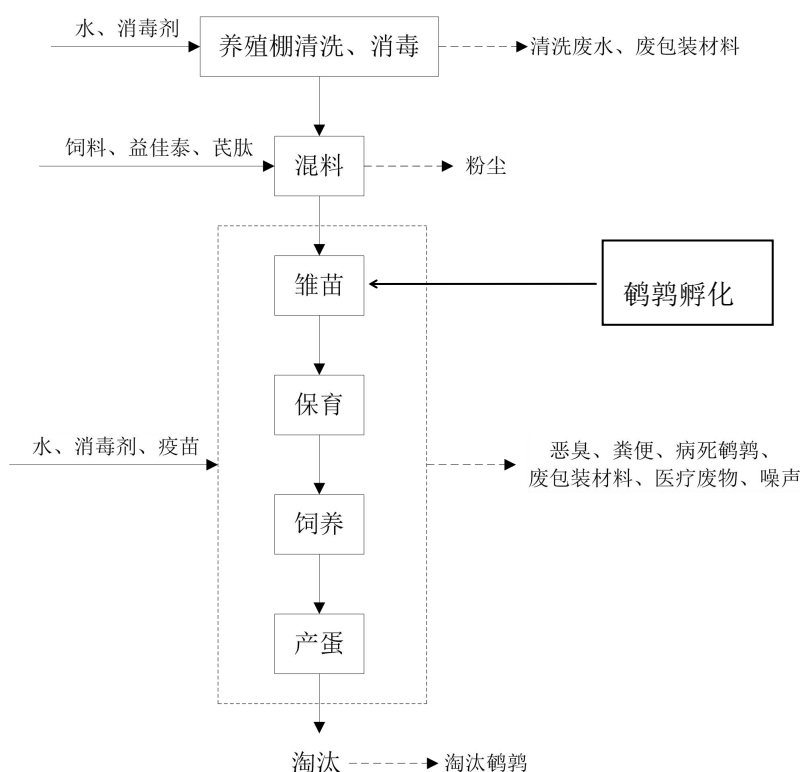 水、消毒剂
养殖棚清洗、消毒
清洗废水、废包装材料
饲料、益佳泰、芪肽
混料
粉尘
雏苗
鹌鹑孵化
保育
水、消毒剂、疫苗
恶臭、粪便、病死鹌鹑、
废包装材料、医疗废物、噪声
饲养
产蛋
淘汰
淘汰鹌鹑